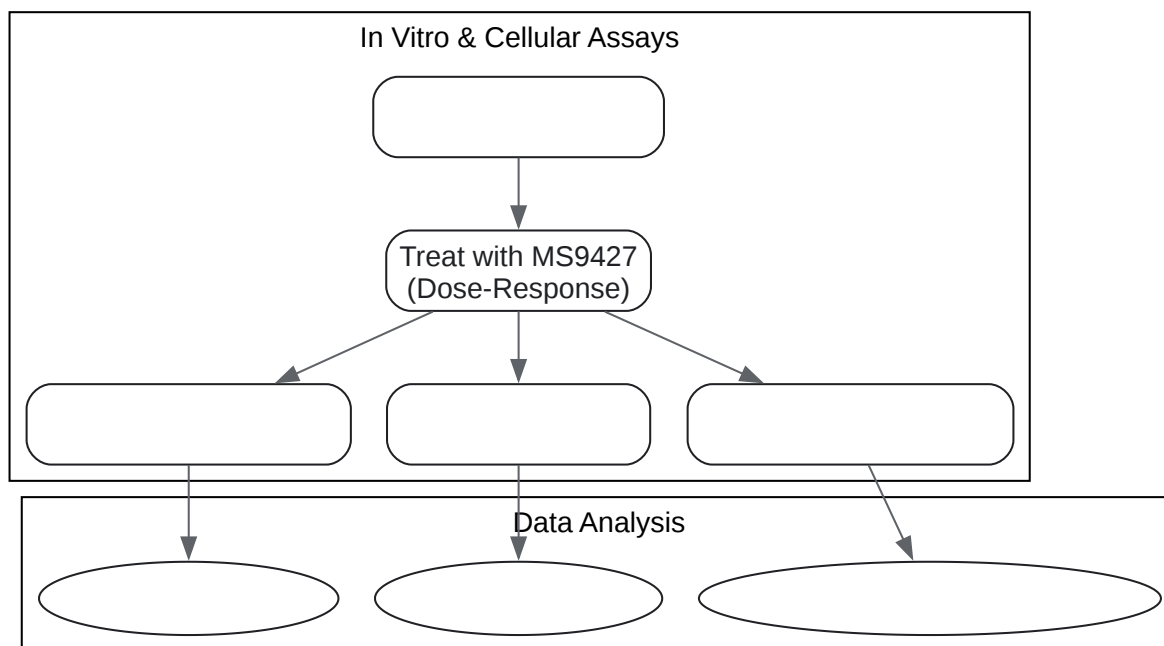 In Vitro & Cellular Assays
Treat with MS9427
(Dose-Response)
Data Analysis